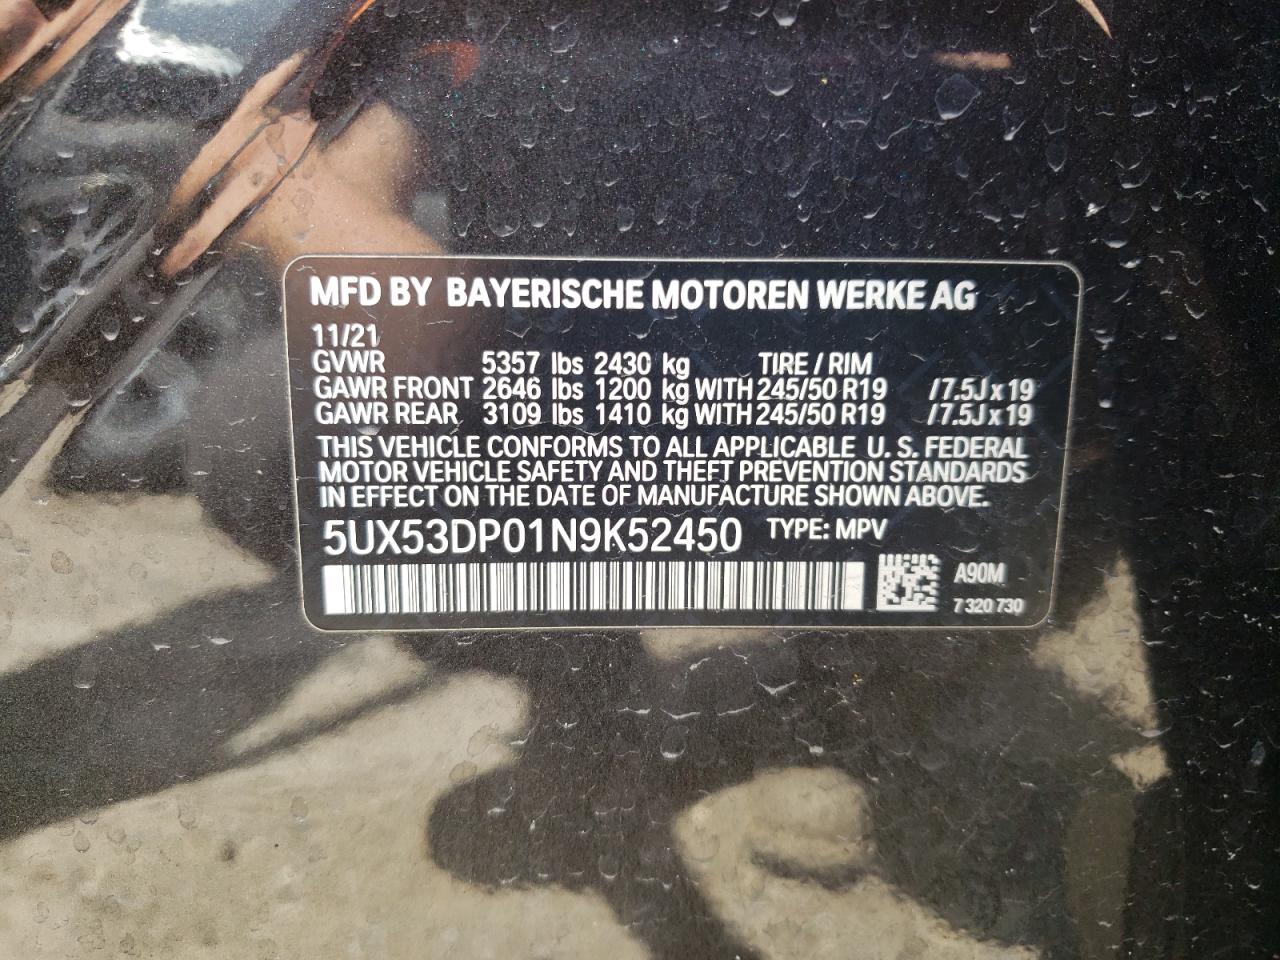 MFD BY BAYERISCHE MOTOREN WERKE AG
11/21
GVWR 5357 lbs 2430 kg TIRE / RIM
GAWR FRONT 2646 lbs 1200 kg WITH 245/50 R19 /7.5J x 19
GAWR REAR 3109 lbs 1410 kg WITH 245/50 R19 /7.5J x 19
THIS VEHICLE CONFORMS TO ALL APPLICABLE U.S. FEDERAL
MOTOR VEHICLE SAFETY AND THEFT PREVENTION STANDARDS
IN EFFECT ON THE DATE OF MANUFACTURE SHOWN ABOVE.
5UX53DP01N9K52450 TYPE: MPV
A90M
7 320 730